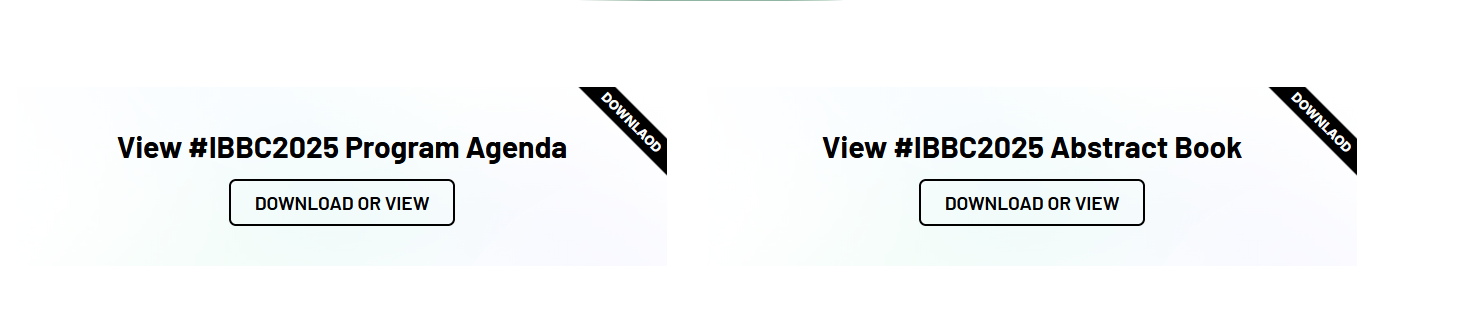 DOWNLAOD
View #IBBC2025 Program Agenda
DOWNLOAD OR VIEW
DOWNLAOD
View #IBBC2025 Abstract Book
DOWNLOAD OR VIEW